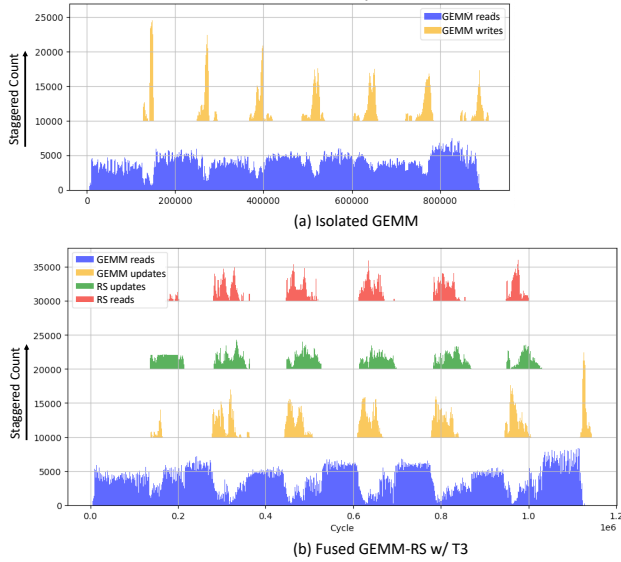 GEMM reads
GEMM writes
Staggered Count
25000
20000
15000
10000
5000
0
0
200000
400000
600000
800000
(a) Isolated GEMM
GEMM reads
GEMM updates
RS updates
RS reads
Staggered Count
35000
30000
25000
20000
15000
10000
5000
0
0.0
0.2
0.4
0.6
0.8
1.0
1.2
Cycle
1e6
(b) Fused GEMM-RS w/ T3